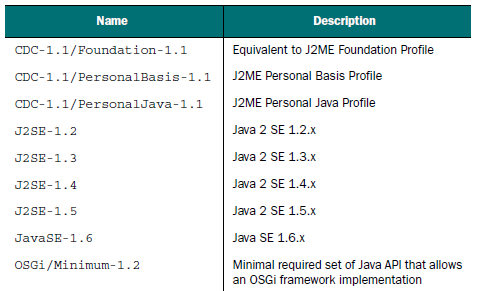 Name Description
CDC-1.1/Foundation-1.1 Equivalent to J2ME Foundation Profile
CDC-1.1/PersonalBasis-1.1 J2ME Personal Basis Profile
CDC-1.1/PersonalJava-1.1 J2ME Personal Java Profile
J2SE-1.2 Java 2 SE 1.2.x
J2SE-1.3 Java 2 SE 1.3.x
J2SE-1.4 Java 2 SE 1.4.x
J2SE-1.5 Java 2 SE 1.5.x
JavaSE-1.6 Java SE 1.6.x
OSGi/Minimum-1.2 Minimal required set of Java API that allows
an OSGi framework implementation